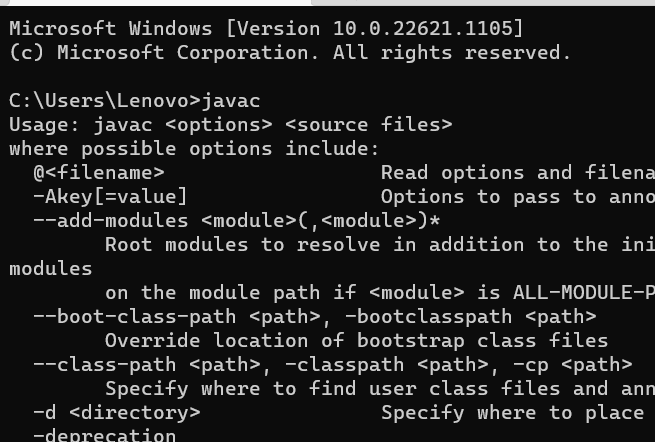 Microsoft Windows [Version 10.0.22621.1105]
(c) Microsoft Corporation. All rights reserved.
C:\Users\Lenovo>javac
Usage: javac <options> <source files>
where possible options include:
@<filename> Read options and filena
-Akey[=value] Options to pass to anno
--add-modules <module>(,<module>)*
Root modules to resolve in addition to the ini
modules
on the module path if <module> is ALL-MODULE-P
--boot-class-path <path>, -bootclasspath <path>
Override location of bootstrap class files
--class-path <path>, -classpath <path>, -cp <path>
Specify where to find user class files and ann
-d <directory> Specify where to place
-deprecation